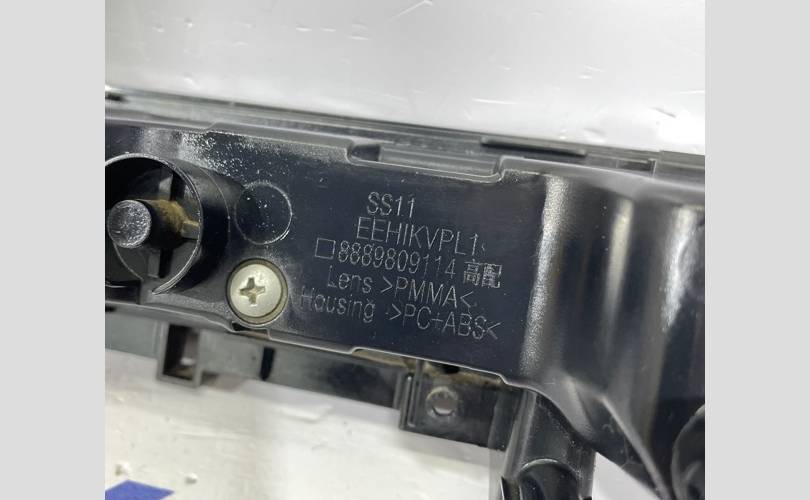 SS11
EEHIKVPL1
8889809114 高配
Lens >PMMA<
Housing >PC+ABS<